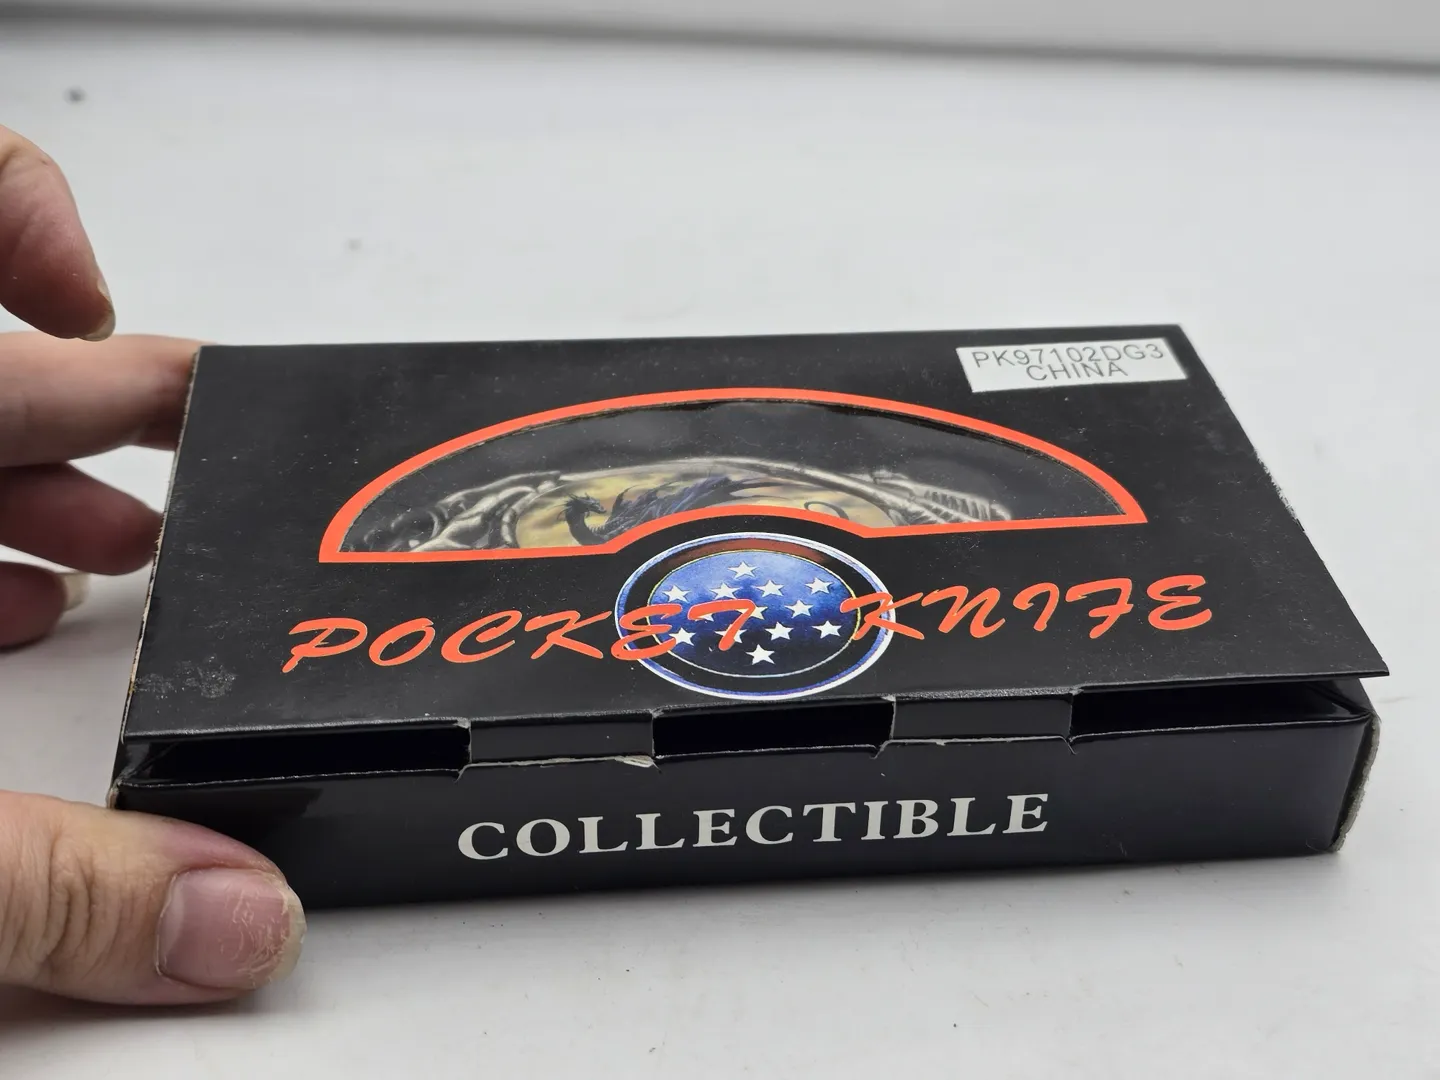 PK97102DG3
CHINA
POCKET KNIFE
COLLECTIBLE